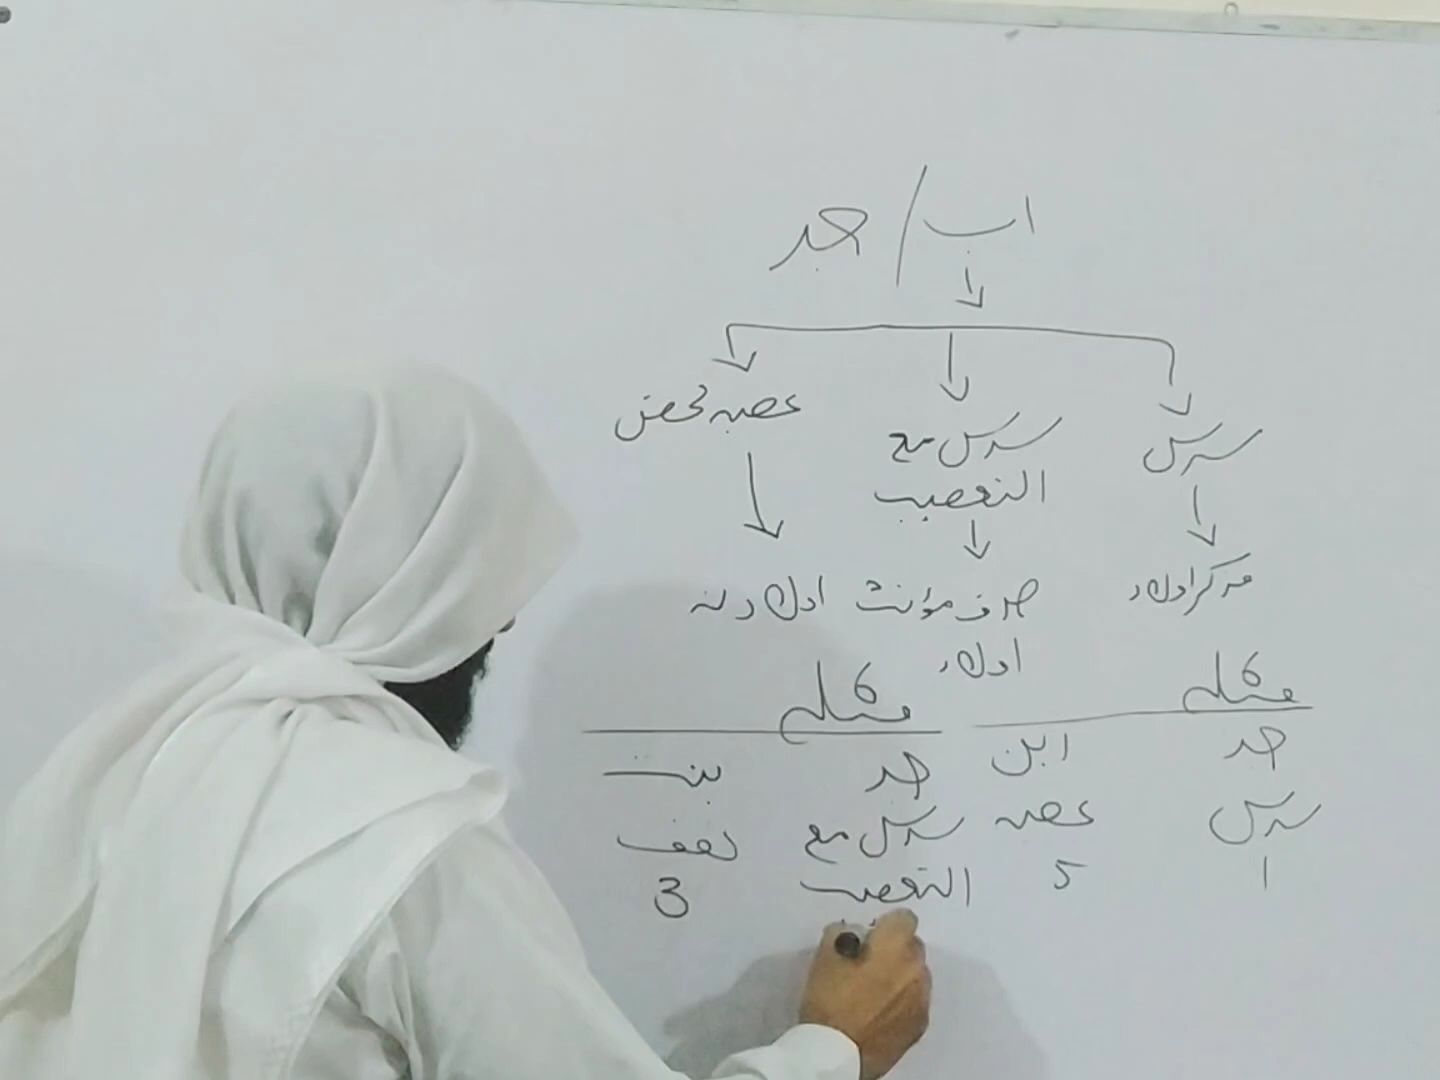 اب / جد
سدس
سدس مع
التعصیب
عصبہ محض
مذکر اولاد
صرف مؤنث
اولاد
اولاد نہ
مسئلہ 6
جد ابن
سدس عصبہ
1 5
مسئلہ 6
جد بنت
سدس مع نصف
التعصیب 3